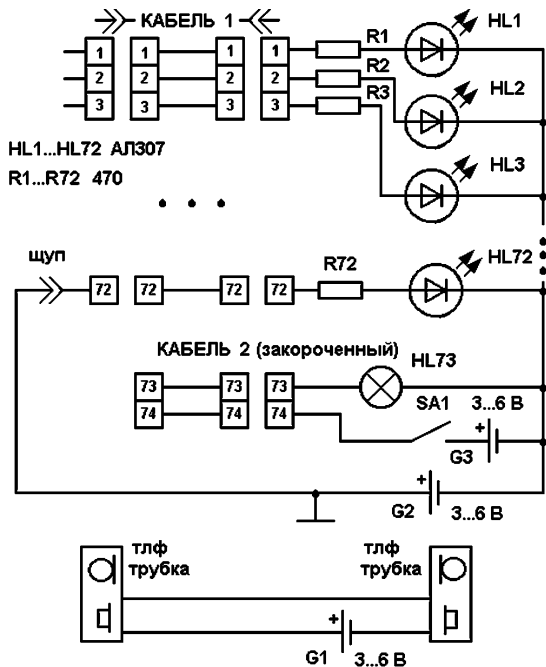 КАБЕЛЬ 1
1 1 1 1 R1 HL1
2 2 2 2 R2 HL2
3 3 3 3 R3 HL3
HL1...HL72 АЛ307
R1...R72 470
• • •
щуп
72 72 72 72 R72 HL72
КАБЕЛЬ 2 (закороченный)
73 73 73 HL73
74 74 74 SA1 3...6 В
+
G3
+
G2 3...6 В
тлф трубка
тлф трубка
+
G1 3...6 В